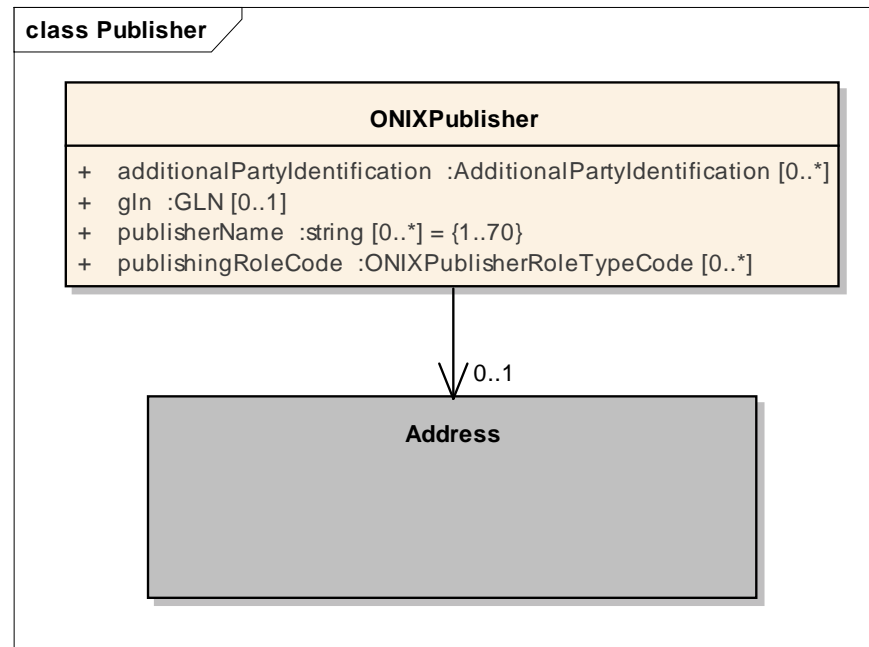 class Publisher
ONIXPublisher
+ additionalPartyIdentification :AdditionalPartyIdentification [0..*]
+ gln :GLN [0..1]
+ publisherName :string [0..*] = {1..70}
+ publishingRoleCode :ONIXPublisherRoleTypeCode [0..*]
0..1
Address